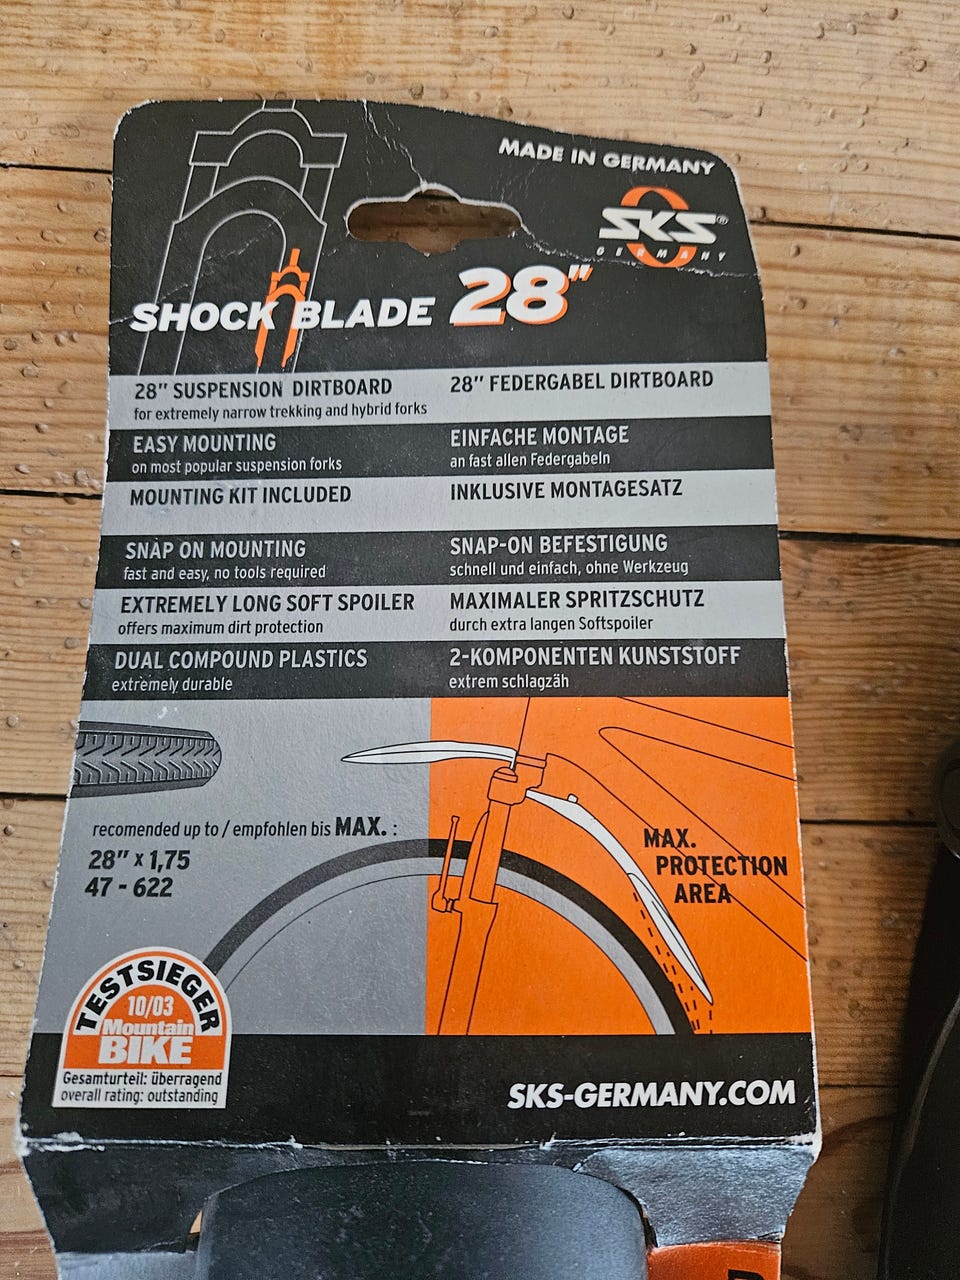 MADE IN GERMANY
SKS®
GERMANY
SHOCK BLADE 28"
28" SUSPENSION DIRTBOARD
for extremely narrow trekking and hybrid forks
28" FEDERGABEL DIRTBOARD
EASY MOUNTING
on most popular suspension forks
EINFACHE MONTAGE
an fast allen Federgabeln
MOUNTING KIT INCLUDED
INKLUSIVE MONTAGESATZ
SNAP ON MOUNTING
fast and easy, no tools required
SNAP-ON BEFESTIGUNG
schnell und einfach, ohne Werkzeug
EXTREMELY LONG SOFT SPOILER
offers maximum dirt protection
MAXIMALER SPRITZSCHUTZ
durch extra langen Softspoiler
DUAL COMPOUND PLASTICS
extremely durable
2-KOMPONENTEN KUNSTSTOFF
extrem schlagzäh
recomended up to / empfohlen bis MAX. :
28" x 1,75
47 - 622
MAX.
PROTECTION
AREA
TESTSIEGER
10/03
Mountain
BIKE
Gesamturteil: überragend
overall rating: outstanding
SKS-GERMANY.COM